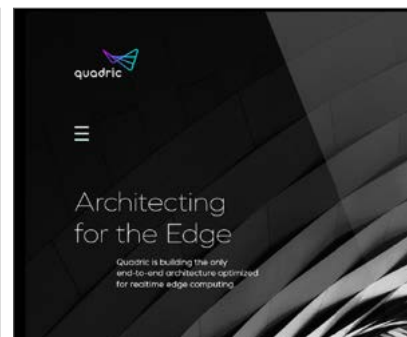 quadric
Architecting
for the Edge
Quadric is building the only
end-to-end architecture optimized
for realtime edge computing